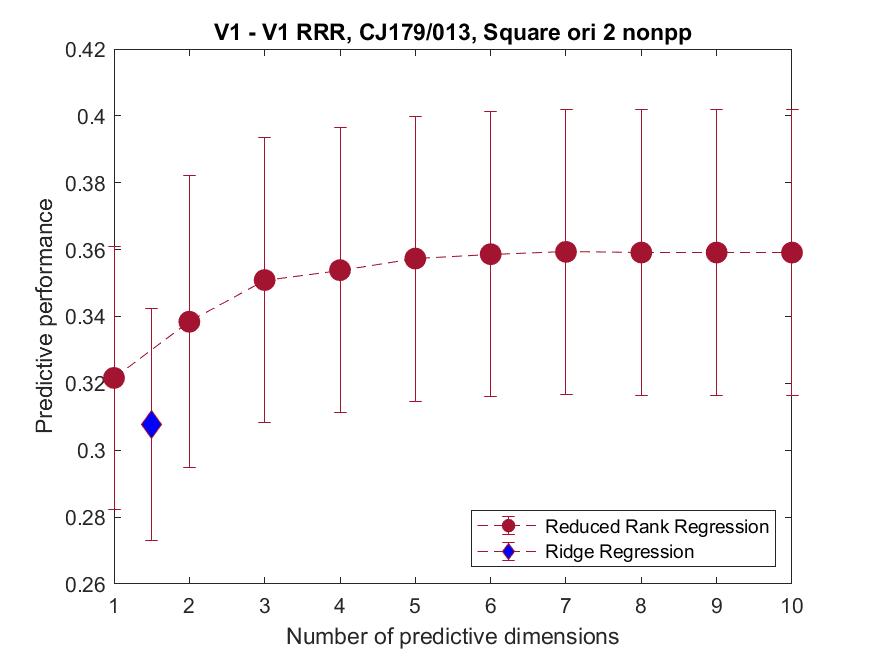 V1 - V1 RRR, CJ179/013, Square ori 2 nonpp
0.42
0.4
0.38
0.36
0.34
0.32
0.3
0.28
0.26
Predictive performance
1 2 3 4 5 6 7 8 9 10
Number of predictive dimensions
Reduced Rank Regression
Ridge Regression